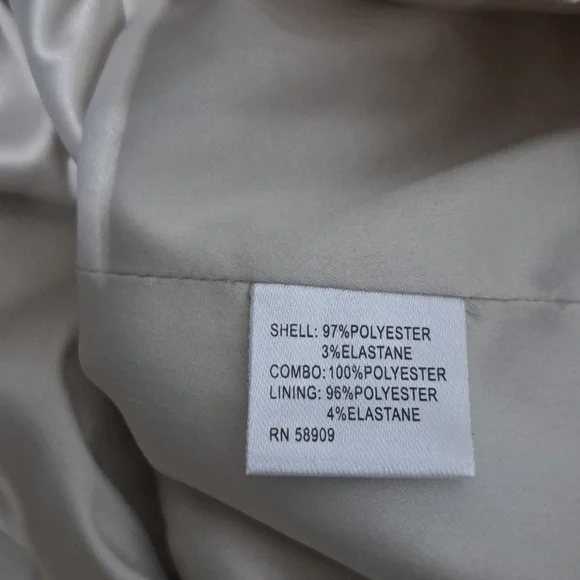 SHELL: 97%POLYESTER
3%ELASTANE
COMBO:100%POLYESTER
LINING: 96%POLYESTER
4%ELASTANE
RN 58909